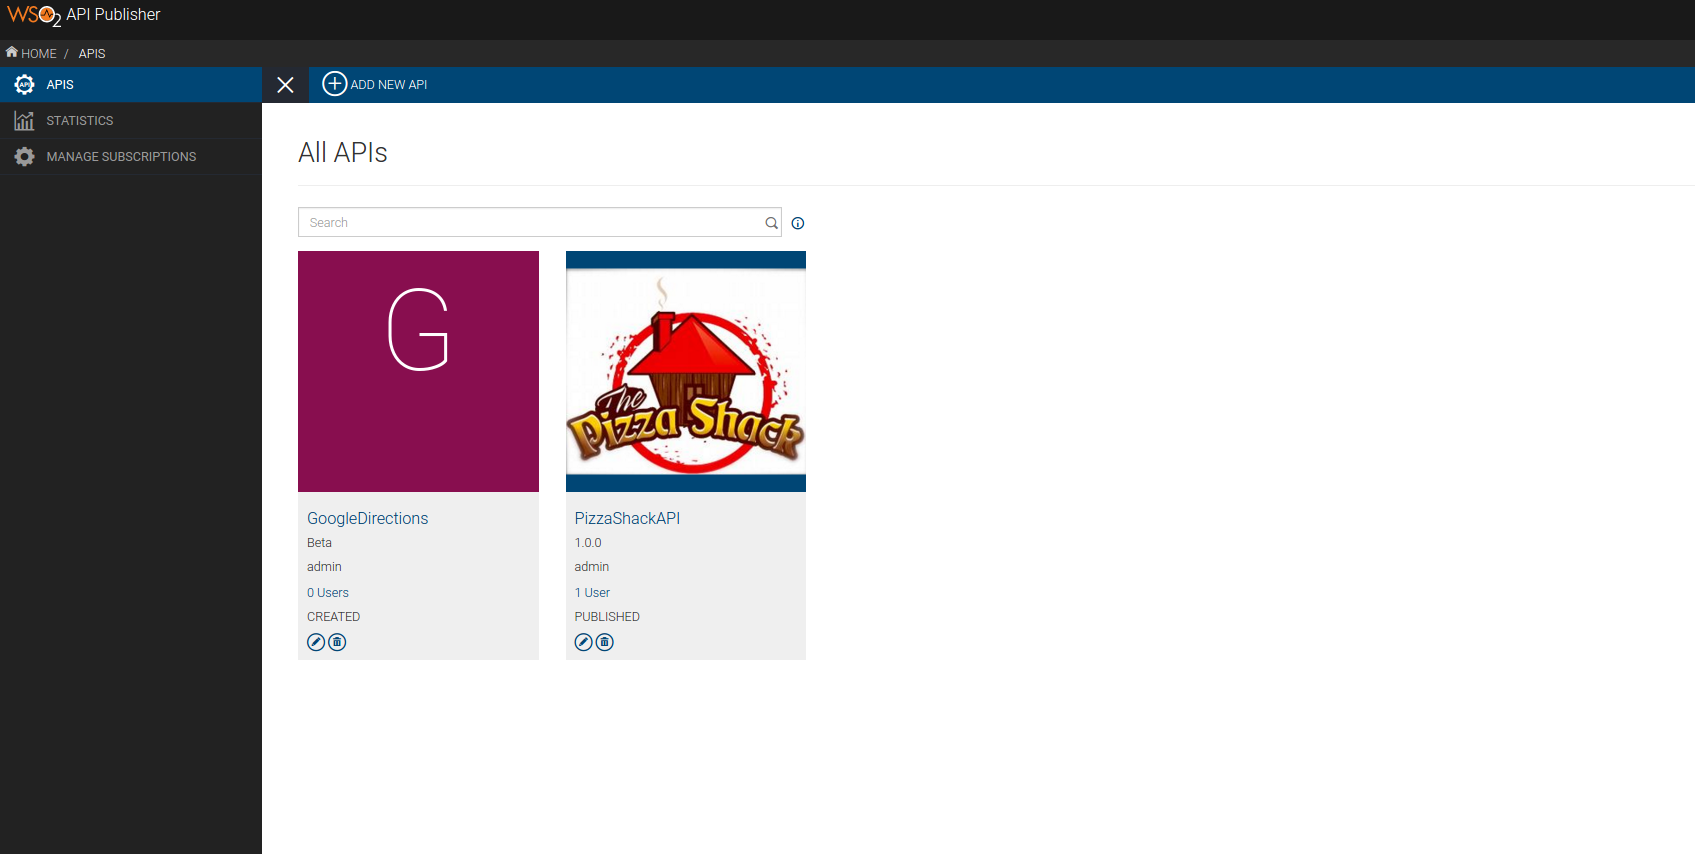 WSO2 API Publisher
HOME / APIS
API APIS
STATISTICS
MANAGE SUBSCRIPTIONS
ADD NEW API
All APIs
Search
G
The
Pizza Shack
GoogleDirections
Beta
admin
0 Users
CREATED
PizzaShackAPI
1.0.0
admin
1 User
PUBLISHED